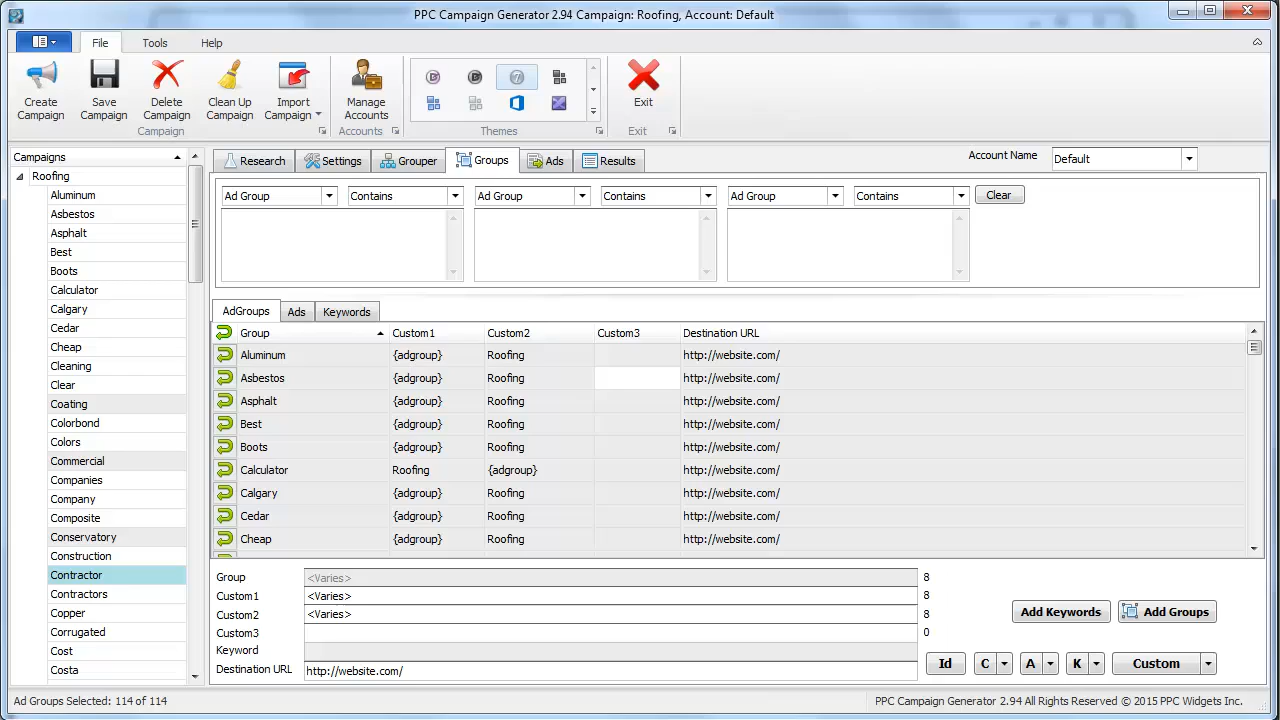 PPC Campaign Generator 2.94 Campaign: Roofing, Account: Default
File Tools Help
Create Campaign
Save Campaign
Delete Campaign
Clean Up Campaign
Import Campaign
Manage Accounts
Exit
Campaign Accounts Themes Exit
Campaigns
Roofing
Aluminum
Asbestos
Asphalt
Best
Boots
Calculator
Calgary
Cedar
Cheap
Cleaning
Clear
Coating
Colorbond
Colors
Commercial
Companies
Company
Composite
Conservatory
Construction
Contractor
Contractors
Copper
Corrugated
Cost
Costa
Research Settings Grouper Groups Ads Results
Account Name Default
Ad Group Contains Ad Group Contains Ad Group Contains Clear
AdGroups Ads Keywords
Group Custom1 Custom2 Custom3 Destination URL
Aluminum {adgroup} Roofing http://website.com/
Asbestos {adgroup} Roofing http://website.com/
Asphalt {adgroup} Roofing http://website.com/
Best {adgroup} Roofing http://website.com/
Boots {adgroup} Roofing http://website.com/
Calculator Roofing {adgroup} http://website.com/
Calgary {adgroup} Roofing http://website.com/
Cedar {adgroup} Roofing http://website.com/
Cheap {adgroup} Roofing http://website.com/
Group <Varies> 8
Custom1 <Varies> 8
Custom2 <Varies> 8
Custom3 0
Keyword
Destination URL http://website.com/
Add Keywords Add Groups
Id C A K Custom
Ad Groups Selected: 114 of 114
PPC Campaign Generator 2.94 All Rights Reserved © 2015 PPC Widgets Inc.